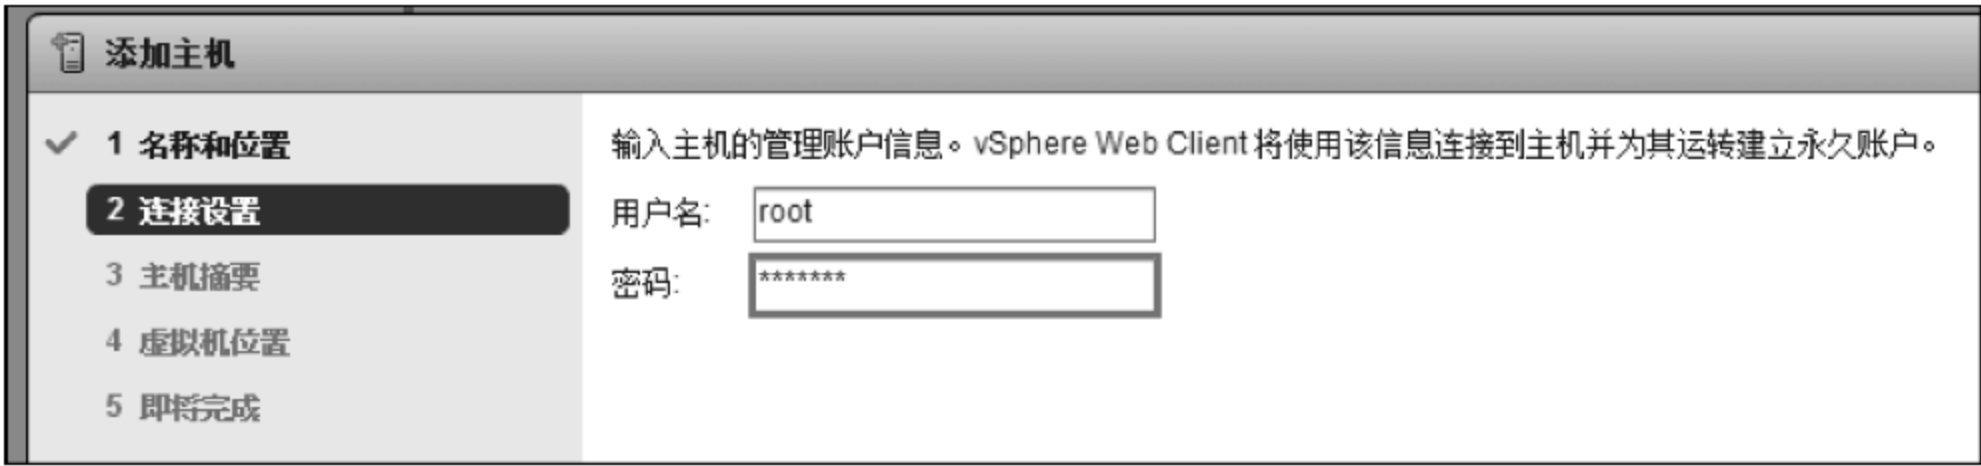 添加主机
1 名称和位置
2 连接设置
3 主机摘要
4 虚拟机位置
5 即将完成
输入主机的管理账户信息。vSphere Web Client 将使用该信息连接到主机并为其运转建立永久账户。
用户名: root
密码: *******